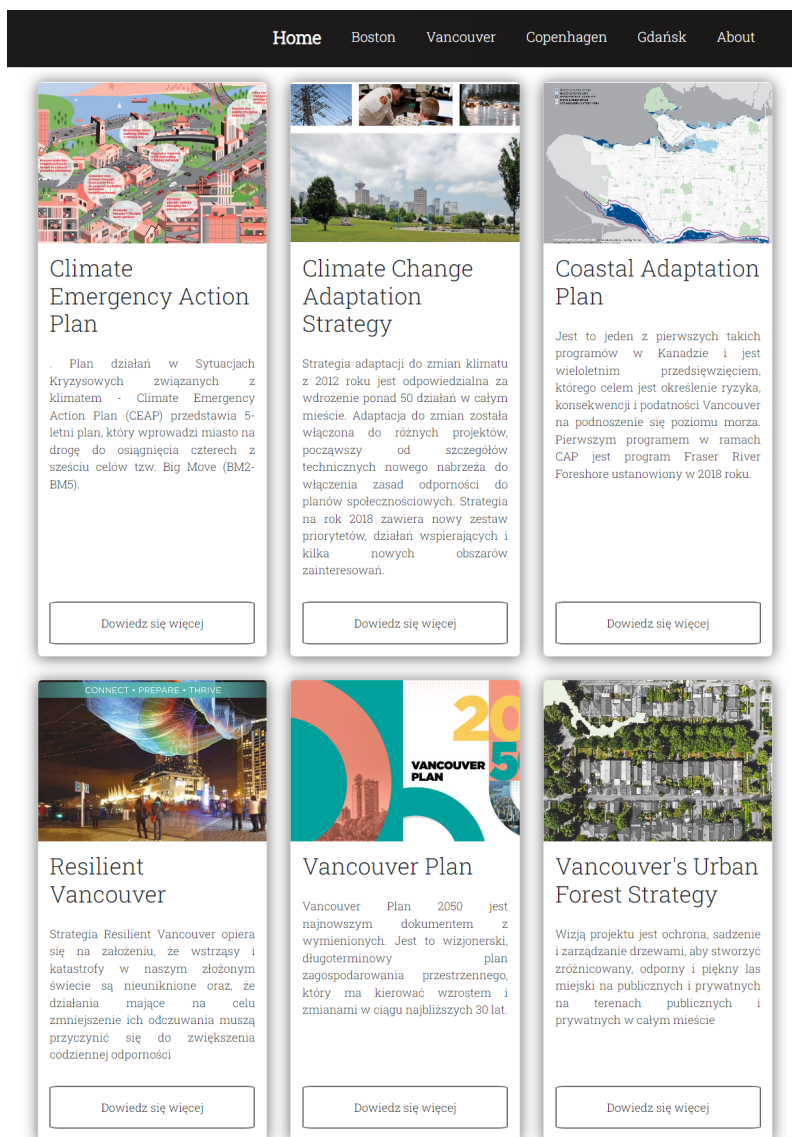 Home Boston Vancouver Copenhagen Gdańsk About
Climate
Emergency Action
Plan
. Plan działań w Sytuacjach
Kryzysowych związanych z
klimatem - Climate Emergency
Action Plan (CEAP) przedstawia 5-
letni plan, który wprowadzi miasto na
drogę do osiągnięcia czterech z
sześciu celów tzw. Big Move (BM2-
BM5).
Dowiedz się więcej
Climate Change
Adaptation
Strategy
Strategia adaptacji do zmian klimatu
z 2012 roku jest odpowiedzialna za
wdrożenie ponad 50 działań w całym
mieście. Adaptacja do zmian została
włączona do różnych projektów,
począwszy od szczegółów
technicznych nowego nabrzeża do
włączenia zasad odporności do
planów społecznościowych. Strategia
na rok 2018 zawiera nowy zestaw
priorytetów, działań wspierających i
kilka nowych obszarów
zainteresowań.
Dowiedz się więcej
Coastal Adaptation
Plan
Jest to jeden z pierwszych takich
programów w Kanadzie i jest
wieloletnim przedsięwzięciem,
którego celem jest określenie ryzyka,
konsekwencji i podatności Vancouver
na podnoszenie się poziomu morza.
Pierwszym programem w ramach
CAP jest program Fraser River
Foreshore ustanowiony w 2018 roku.
Dowiedz się więcej
CONNECT • PREPARE • THRIVE
Resilient
Vancouver
Strategia Resilient Vancouver opiera
się na założeniu, że wstrząsy i
katastrofy w naszym złożonym
świecie są nieuniknione oraz, że
działania mające na celu
zmniejszenie ich odczuwania muszą
przyczynić się do zwiększenia
codziennej odporności
Dowiedz się więcej
20
50
VANCOUVER
PLAN
Vancouver Plan
Vancouver Plan 2050 jest
najnowszym dokumentem z
wymienionych. Jest to wizjonerski,
długoterminowy plan
zagospodarowania przestrzennego,
który ma kierować wzrostem i
zmianami w ciągu najbliższych 30 lat.
Dowiedz się więcej
Vancouver's Urban
Forest Strategy
Wizją projektu jest ochrona, sadzenie
i zarządzanie drzewami, aby stworzyć
zróżnicowany, odporny i piękny las
miejski na publicznych i prywatnych
na terenach publicznych i
prywatnych w całym mieście
Dowiedz się więcej